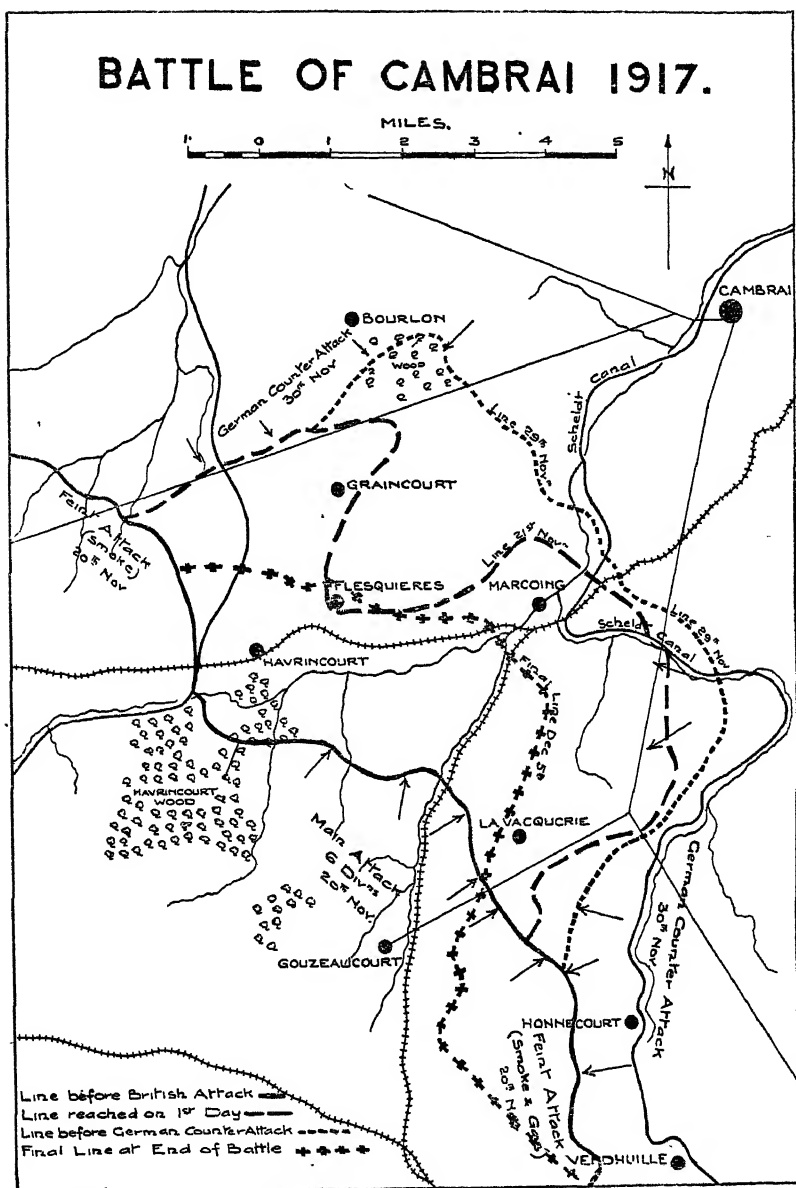 BATTLE OF CAMBRAI 1917.
MILES.
1 0 1 2 3 4 5
N
CAMBRAI
BOURLON
WOOD
German Counter Attack
30TH Nov
Scheldt Canal
Line 29TH Novr
GRAINCOURT
Feint Attack
(Smoke)
20TH Nov
Line 21ST Novr
FLESQUIERES
MARCOING
Scheldt Canal
Line 29TH Nov
HAVRINCOURT
Final Line Dec 5TH
HAVRINCOURT
WOOD
LA VACQUCRIE
Main Attack
6 Divns
20TH Nov.
German Counter Attack
30TH Nov
GOUZEAUCOURT
HONNECOURT
Feint Attack
(Smoke & Gas)
20TH Nov
VENDHUILLE
Line before British Attack
Line reached on 1ST Day
Line before German Counter Attack
Final Line at End of Battle